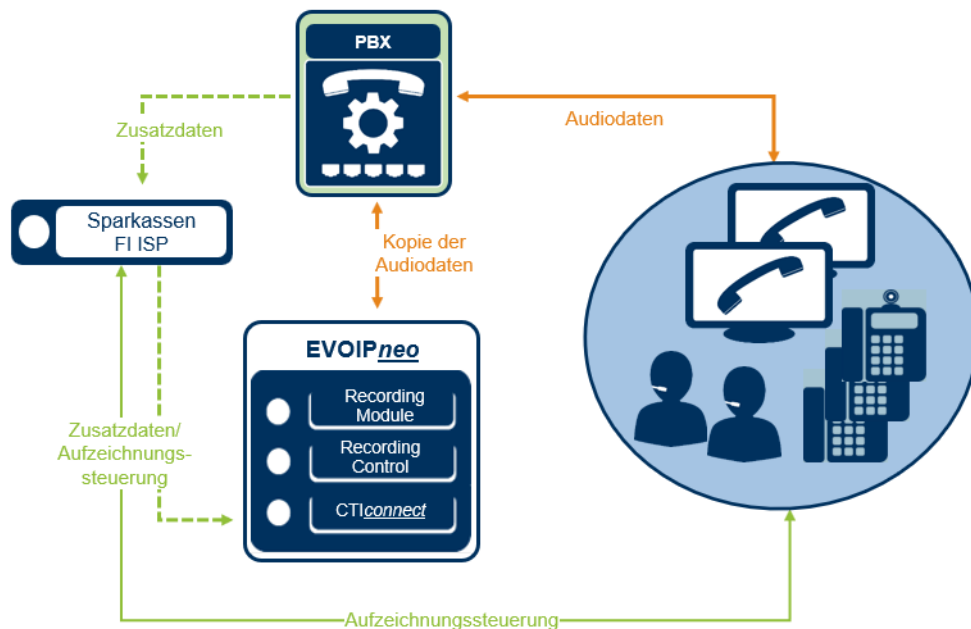 PBX
Zusatzdaten
Audiodaten
Sparkassen
FI ISP
Kopie der
Audiodaten
EVOIPneo
Recording
Module
Recording
Control
CTIconnect
Zusatzdaten/
Aufzeichnungs-
steuerung
Aufzeichnungssteuerung